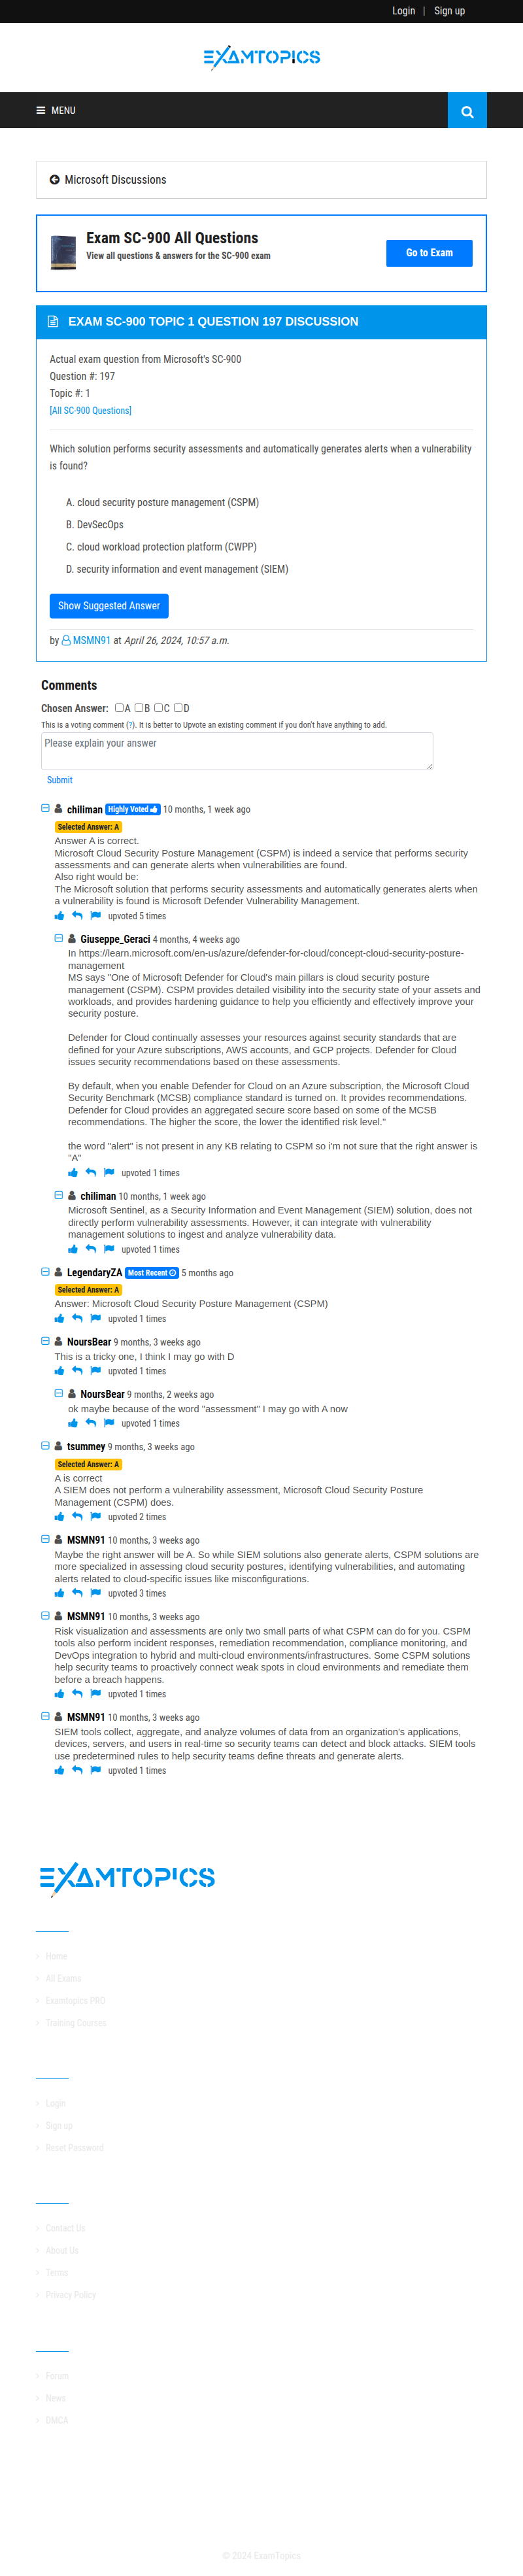 Login | Sign up
EXAMTOPICS
MENU
Microsoft Discussions
Exam SC-900 All Questions
View all questions & answers for the SC-900 exam
Go to Exam
EXAM SC-900 TOPIC 1 QUESTION 197 DISCUSSION
Actual exam question from Microsoft's SC-900
Question #: 197
Topic #: 1
[All SC-900 Questions]
Which solution performs security assessments and automatically generates alerts when a vulnerability
is found?
A. cloud security posture management (CSPM)
B. DevSecOps
C. cloud workload protection platform (CWPP)
D. security information and event management (SIEM)
Show Suggested Answer
by MSMN91 at April 26, 2024, 10:57 a.m.
Comments
Chosen Answer: A B C D
This is a voting comment (?). It is better to Upvote an existing comment if you don't have anything to add.
Please explain your answer
Submit
chiliman Highly Voted 10 months, 1 week ago
Selected Answer: A
Answer A is correct.
Microsoft Cloud Security Posture Management (CSPM) is indeed a service that performs security
assessments and can generate alerts when vulnerabilities are found.
Also right would be:
The Microsoft solution that performs security assessments and automatically generates alerts when
a vulnerability is found is Microsoft Defender Vulnerability Management.
upvoted 5 times
Giuseppe_Geraci 4 months, 4 weeks ago
In https://learn.microsoft.com/en-us/azure/defender-for-cloud/concept-cloud-security-posture-
management
MS says "One of Microsoft Defender for Cloud's main pillars is cloud security posture
management (CSPM). CSPM provides detailed visibility into the security state of your assets and
workloads, and provides hardening guidance to help you efficiently and effectively improve your
security posture.
Defender for Cloud continually assesses your resources against security standards that are
defined for your Azure subscriptions, AWS accounts, and GCP projects. Defender for Cloud
issues security recommendations based on these assessments.
By default, when you enable Defender for Cloud on an Azure subscription, the Microsoft Cloud
Security Benchmark (MCSB) compliance standard is turned on. It provides recommendations.
Defender for Cloud provides an aggregated secure score based on some of the MCSB
recommendations. The higher the score, the lower the identified risk level."
the word "alert" is not present in any KB relating to CSPM so i'm not sure that the right answer is
"A"
upvoted 1 times
chiliman 10 months, 1 week ago
Microsoft Sentinel, as a Security Information and Event Management (SIEM) solution, does not
directly perform vulnerability assessments. However, it can integrate with vulnerability
management solutions to ingest and analyze vulnerability data.
upvoted 1 times
LegendaryZA Most Recent 5 months ago
Selected Answer: A
Answer: Microsoft Cloud Security Posture Management (CSPM)
upvoted 1 times
NoursBear 9 months, 3 weeks ago
This is a tricky one, I think I may go with D
upvoted 1 times
NoursBear 9 months, 2 weeks ago
ok maybe because of the word "assessment" I may go with A now
upvoted 1 times
tsummey 9 months, 3 weeks ago
Selected Answer: A
A is correct
A SIEM does not perform a vulnerability assessment, Microsoft Cloud Security Posture
Management (CSPM) does.
upvoted 2 times
MSMN91 10 months, 3 weeks ago
Maybe the right answer will be A. So while SIEM solutions also generate alerts, CSPM solutions are
more specialized in assessing cloud security postures, identifying vulnerabilities, and automating
alerts related to cloud-specific issues like misconfigurations.
upvoted 3 times
MSMN91 10 months, 3 weeks ago
Risk visualization and assessments are only two small parts of what CSPM can do for you. CSPM
tools also perform incident responses, remediation recommendation, compliance monitoring, and
DevOps integration to hybrid and multi-cloud environments/infrastructures. Some CSPM solutions
help security teams to proactively connect weak spots in cloud environments and remediate them
before a breach happens.
upvoted 1 times
MSMN91 10 months, 3 weeks ago
SIEM tools collect, aggregate, and analyze volumes of data from an organization's applications,
devices, servers, and users in real-time so security teams can detect and block attacks. SIEM tools
use predetermined rules to help security teams define threats and generate alerts.
upvoted 1 times
EXAMTOPICS
Home
All Exams
Examtopics PRO
Training Courses
Login
Sign up
Reset Password
Contact Us
About Us
Terms
Privacy Policy
Forum
News
DMCA
© 2024 ExamTopics